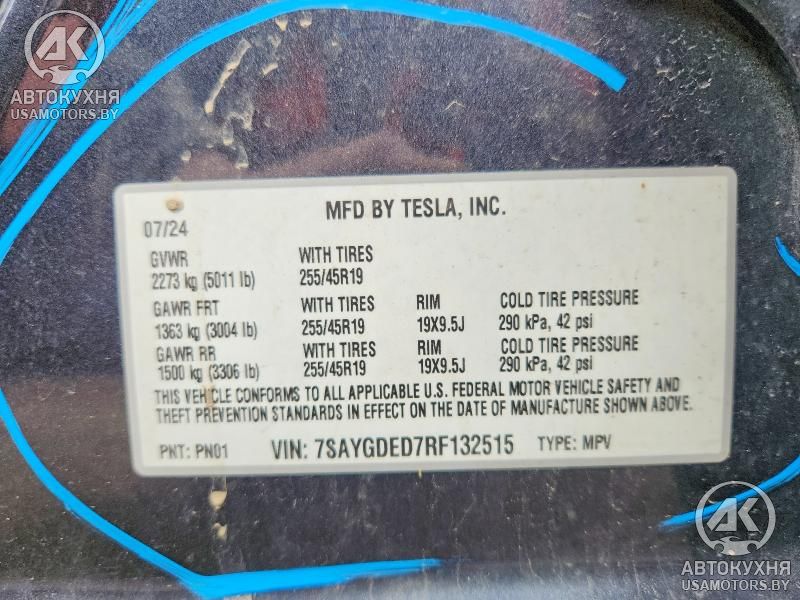 AK
АВТОКУХНЯ
USAMOTORS.BY
MFD BY TESLA, INC.
07/24
GVWR WITH TIRES
2273 kg (5011 lb) 255/45R19
GAWR FRT WITH TIRES RIM COLD TIRE PRESSURE
1363 kg (3004 lb) 255/45R19 19X9.5J 290 kPa, 42 psi
GAWR RR WITH TIRES RIM COLD TIRE PRESSURE
1500 kg (3306 lb) 255/45R19 19X9.5J 290 kPa, 42 psi
THIS VEHICLE CONFORMS TO ALL APPLICABLE U.S. FEDERAL MOTOR VEHICLE SAFETY AND
THEFT PREVENTION STANDARDS IN EFFECT ON THE DATE OF MANUFACTURE SHOWN ABOVE.
PNT: PN01 VIN: 7SAYGDED7RF132515 TYPE: MPV
AK
АВТОКУХНЯ
USAMOTORS.BY